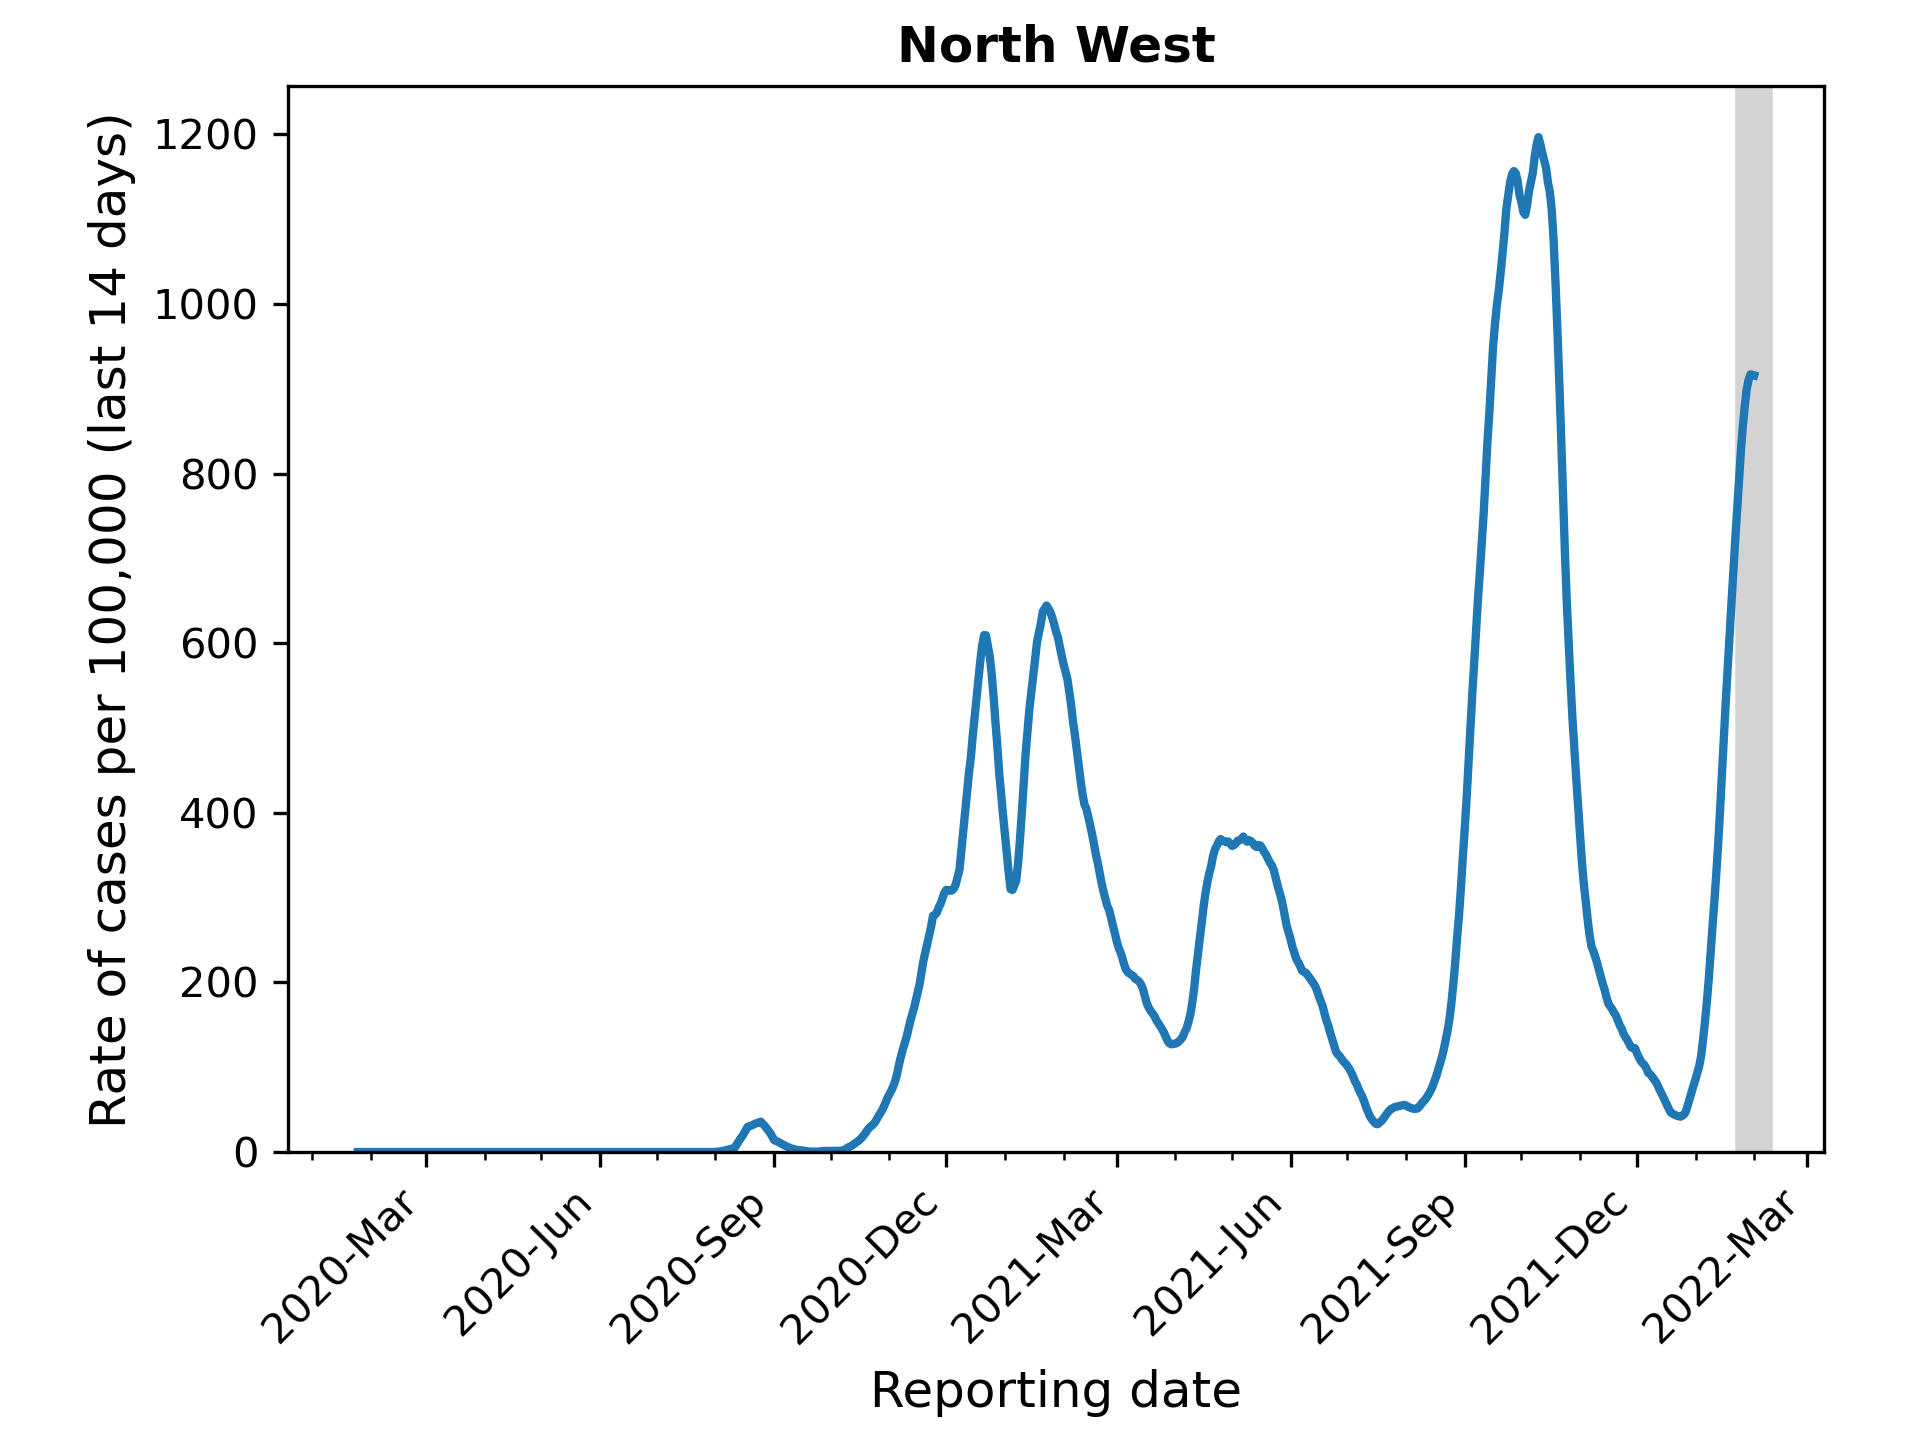 North West
Rate of cases per 100,000 (last 14 days)
1200
1000
800
600
400
200
0
2020-Mar
2020-Jun
2020-Sep
2020-Dec
2021-Mar
2021-Jun
2021-Sep
2021-Dec
2022-Mar
Reporting date